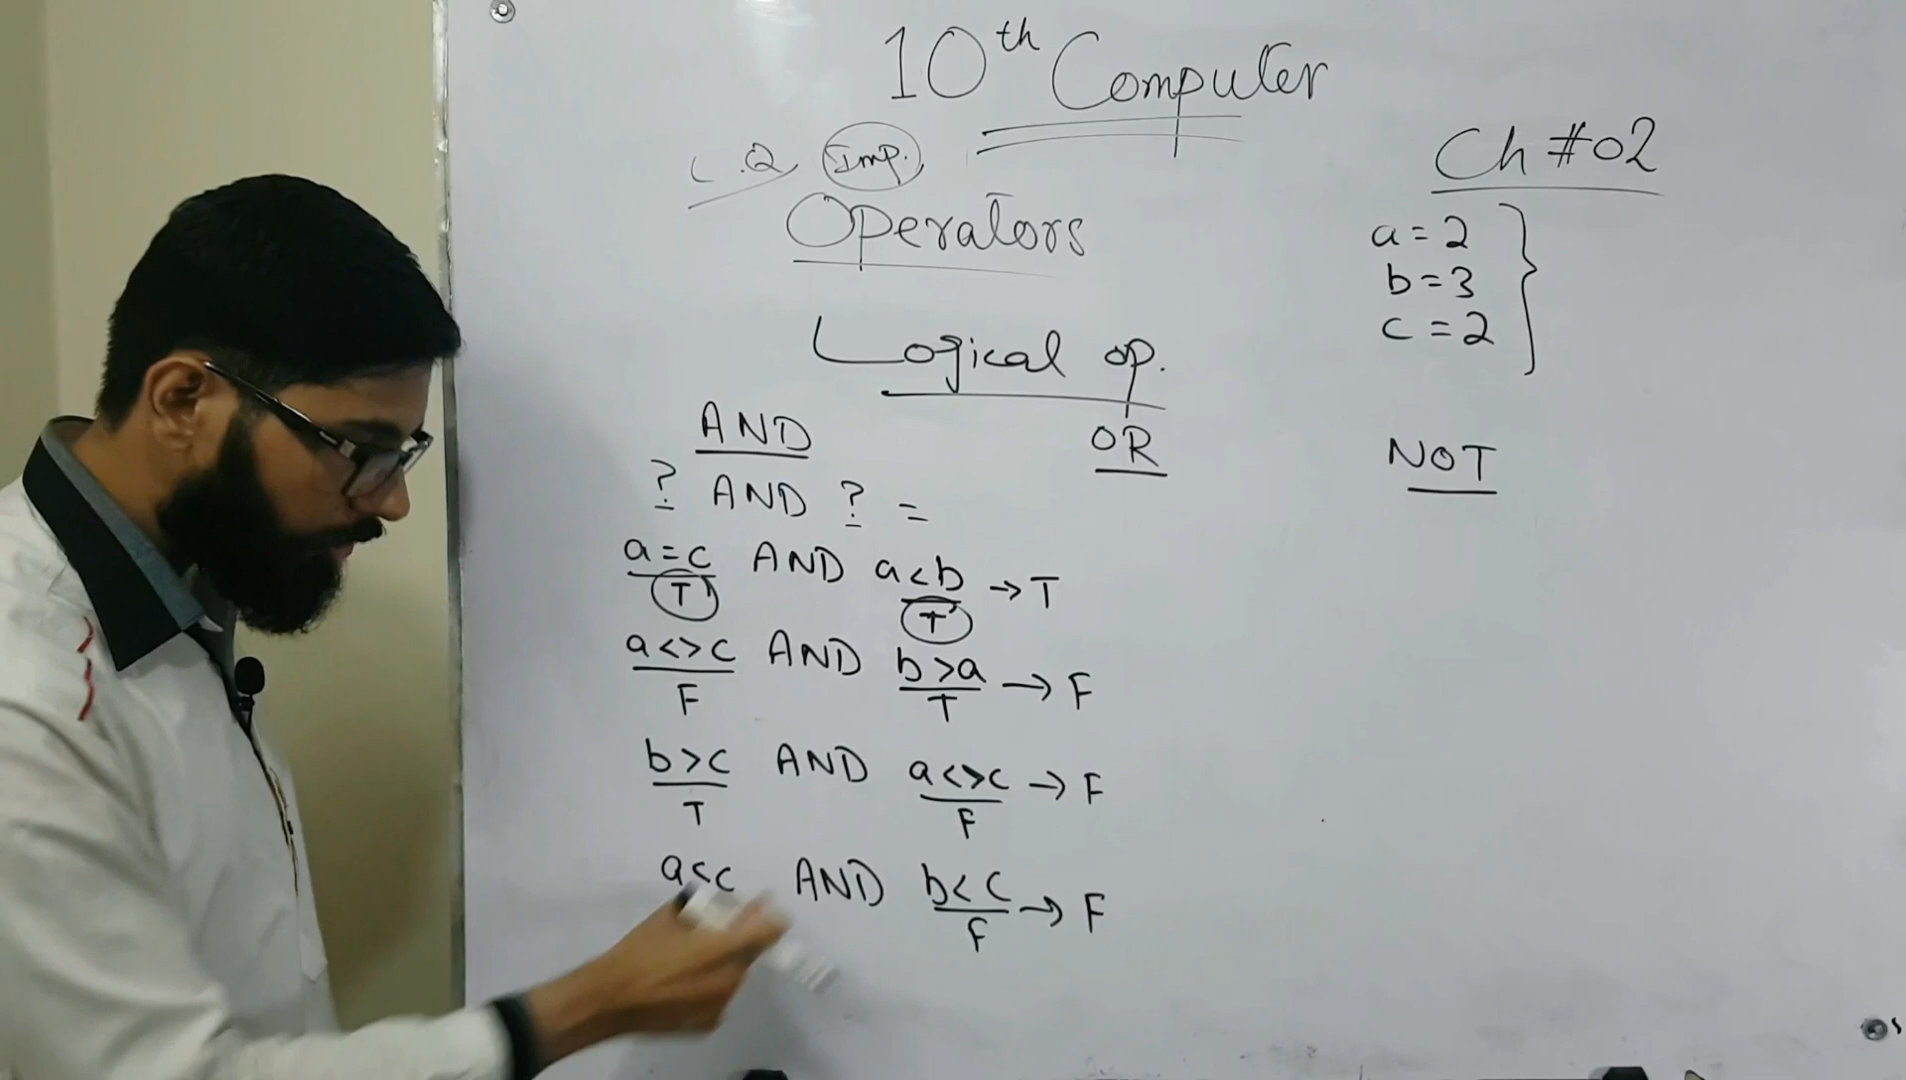 10th Computer
L.Q Imp.
Ch #02
Operators
a = 2
b = 3
c = 2
Logical op.
AND
OR
NOT
? AND ? =
a = c AND a < b → T
T T
a <> c AND b > a → F
F T
b > c AND a <> c → F
T F
a < c AND b < c → F
F